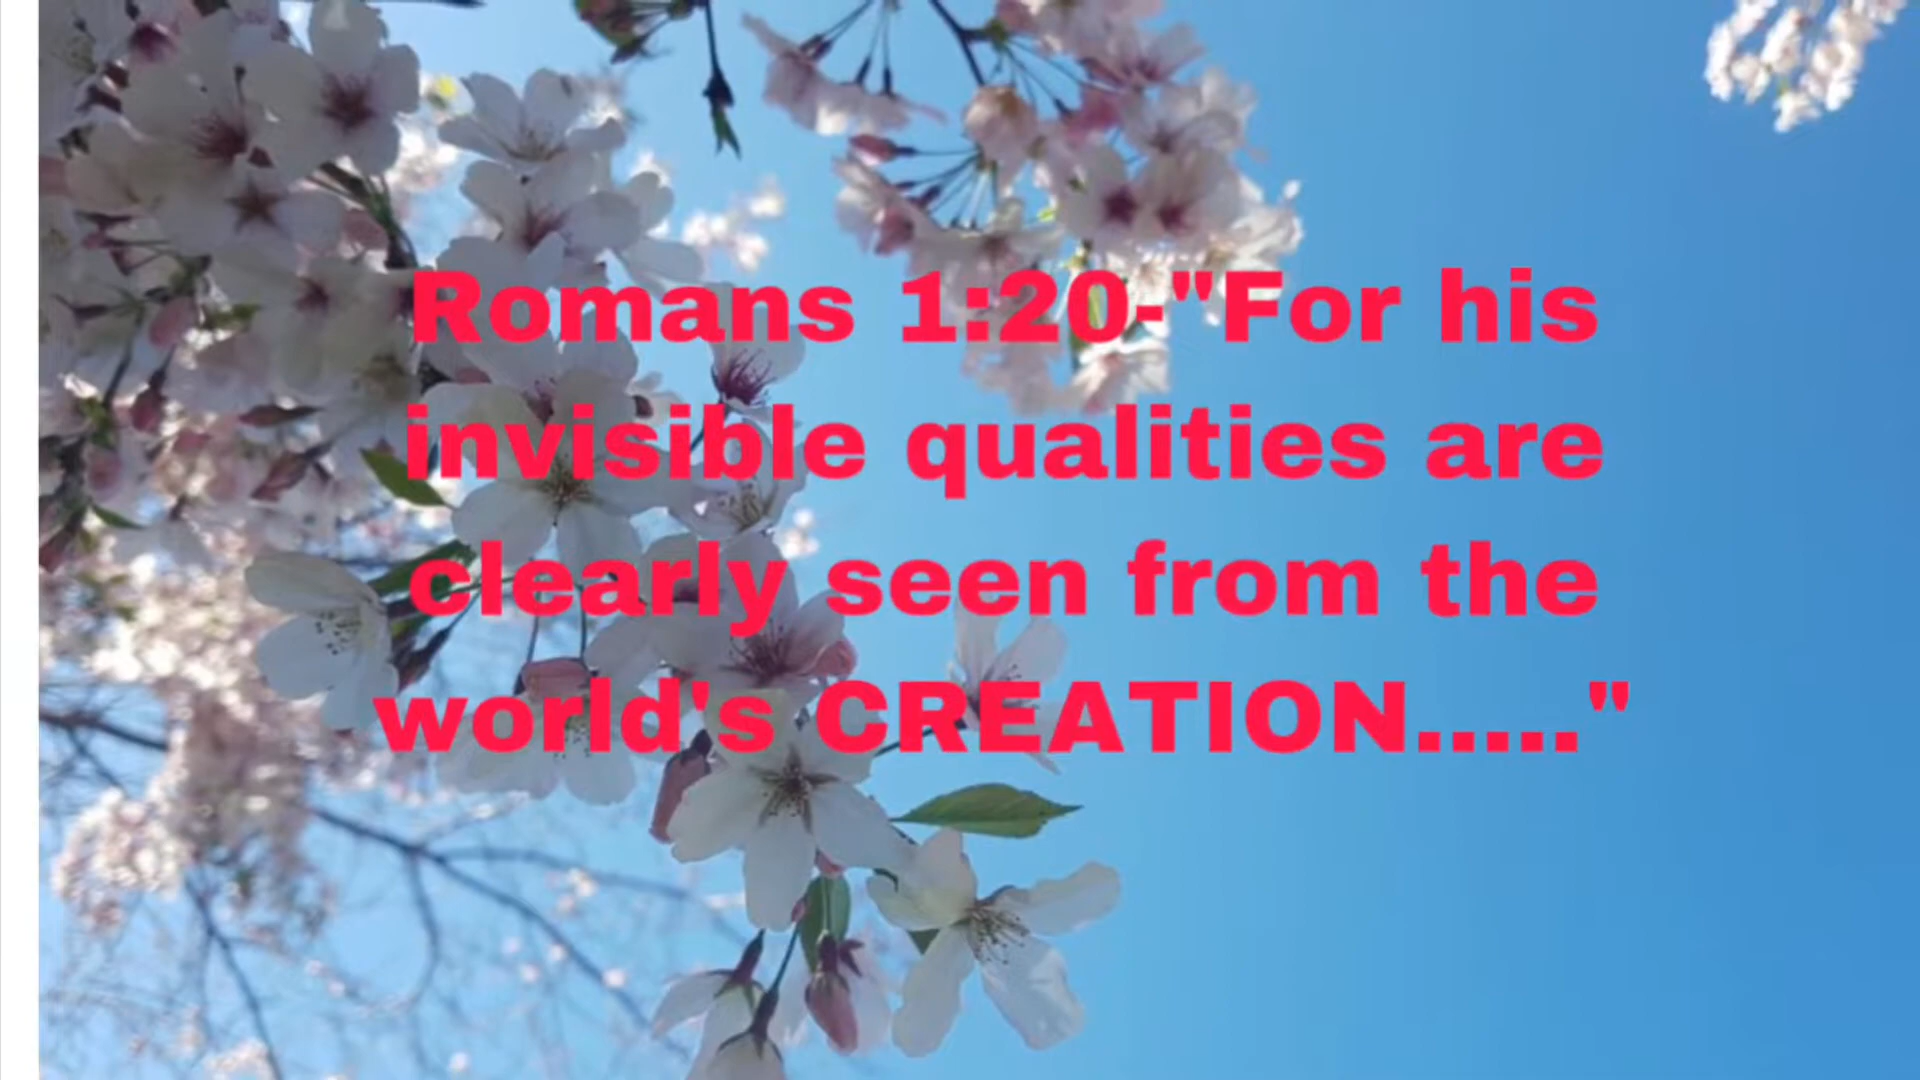 Romans 1:20-"For his
invisible qualities are
clearly seen from the
world's CREATION....."